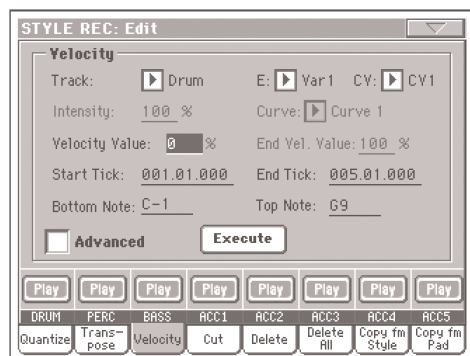 STYLE REC: Edit
Velocity
Track: Drum E: Var1 CV: CV1
Intensity: 100 % Curve: Curve 1
Velocity Value: 0 % End Vel. Value: 100 %
Start Tick: 001.01.000 End Tick: 005.01.000
Bottom Note: C-1 Top Note: G9
Advanced Execute
Play Play Play Play Play Play Play Play
DRUM PERC BASS ACC1 ACC2 ACC3 ACC4 ACC5
Quantize Trans-pose Velocity Cut Delete Delete All Copy fm Style Copy fm Pad